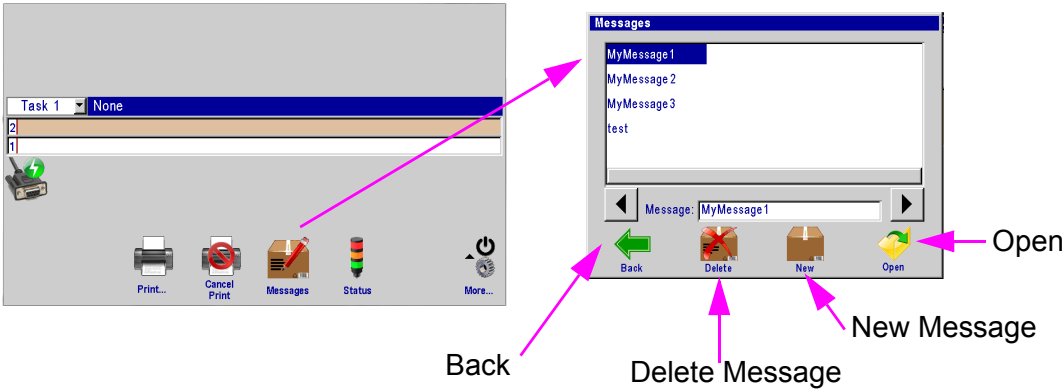 Task 1
None
2
1
Print...
Cancel
Print
Messages
Status
More...
Messages
MyMessage1
MyMessage2
MyMessage3
test
Message: MyMessage1
Back
Delete
New
Open
Open
New Message
Back
Delete Message